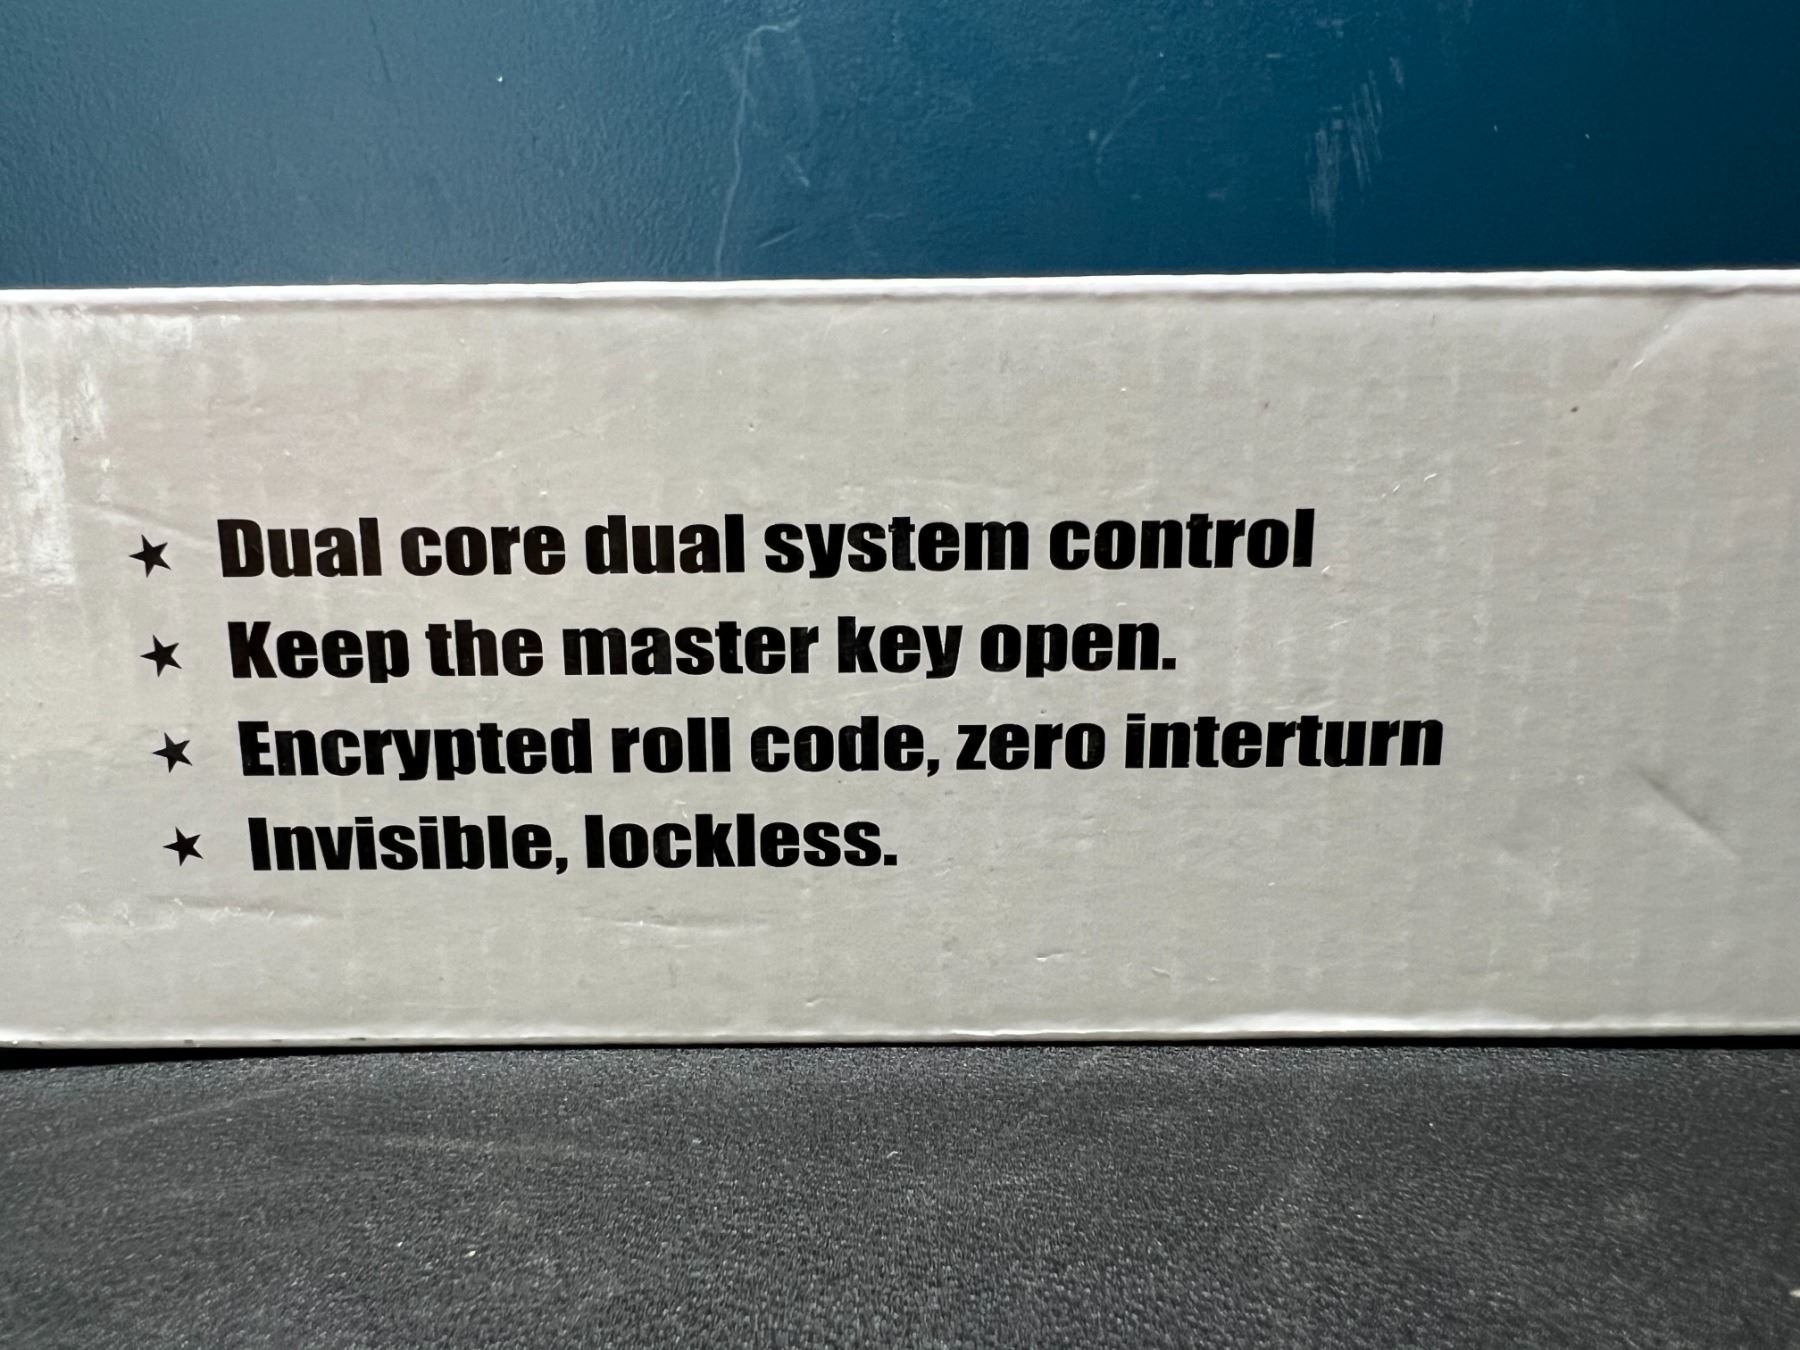 ★ Dual core dual system control
★ Keep the master key open.
★ Encrypted roll code, zero interturn
★ Invisible, lockless.